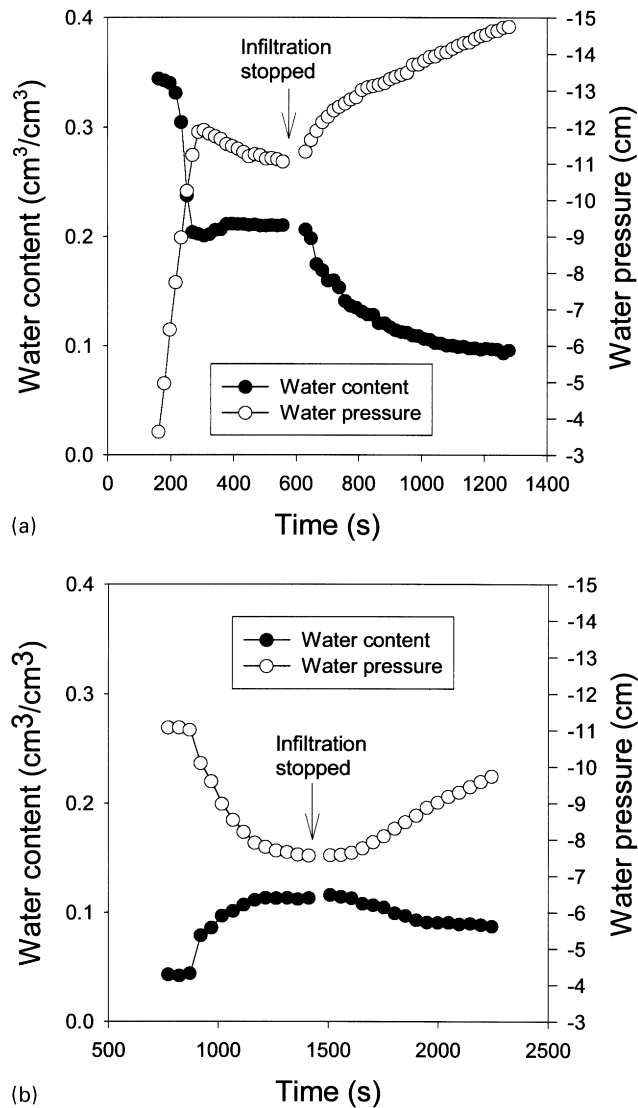 0.4
0.3
0.2
0.1
0.0
Water content (cm3/cm3)
-15
-14
-13
-12
-11
-10
-9
-8
-7
-6
-5
-4
-3
Water pressure (cm)
Infiltration
stopped
Water content
Water pressure
0 200 400 600 800 1000 1200 1400
Time (s)
(a)
0.4
0.3
0.2
0.1
0.0
Water content (cm3/cm3)
-15
-14
-13
-12
-11
-10
-9
-8
-7
-6
-5
-4
-3
Water pressure (cm)
Water content
Water pressure
Infiltration
stopped
500 1000 1500 2000 2500
Time (s)
(b)